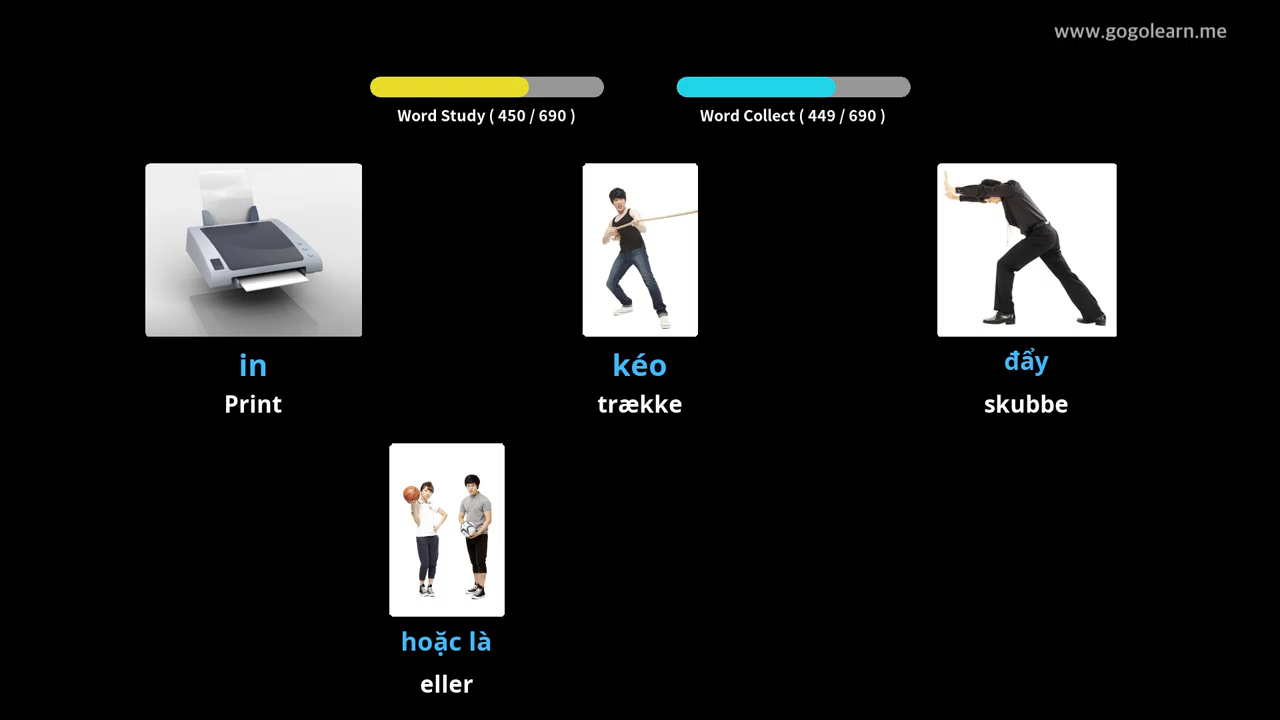 www.gogolearn.me
Word Study ( 450 / 690 )
Word Collect ( 449 / 690 )
in
kéo
đẩy
Print
trække
skubbe
hoặc là
eller